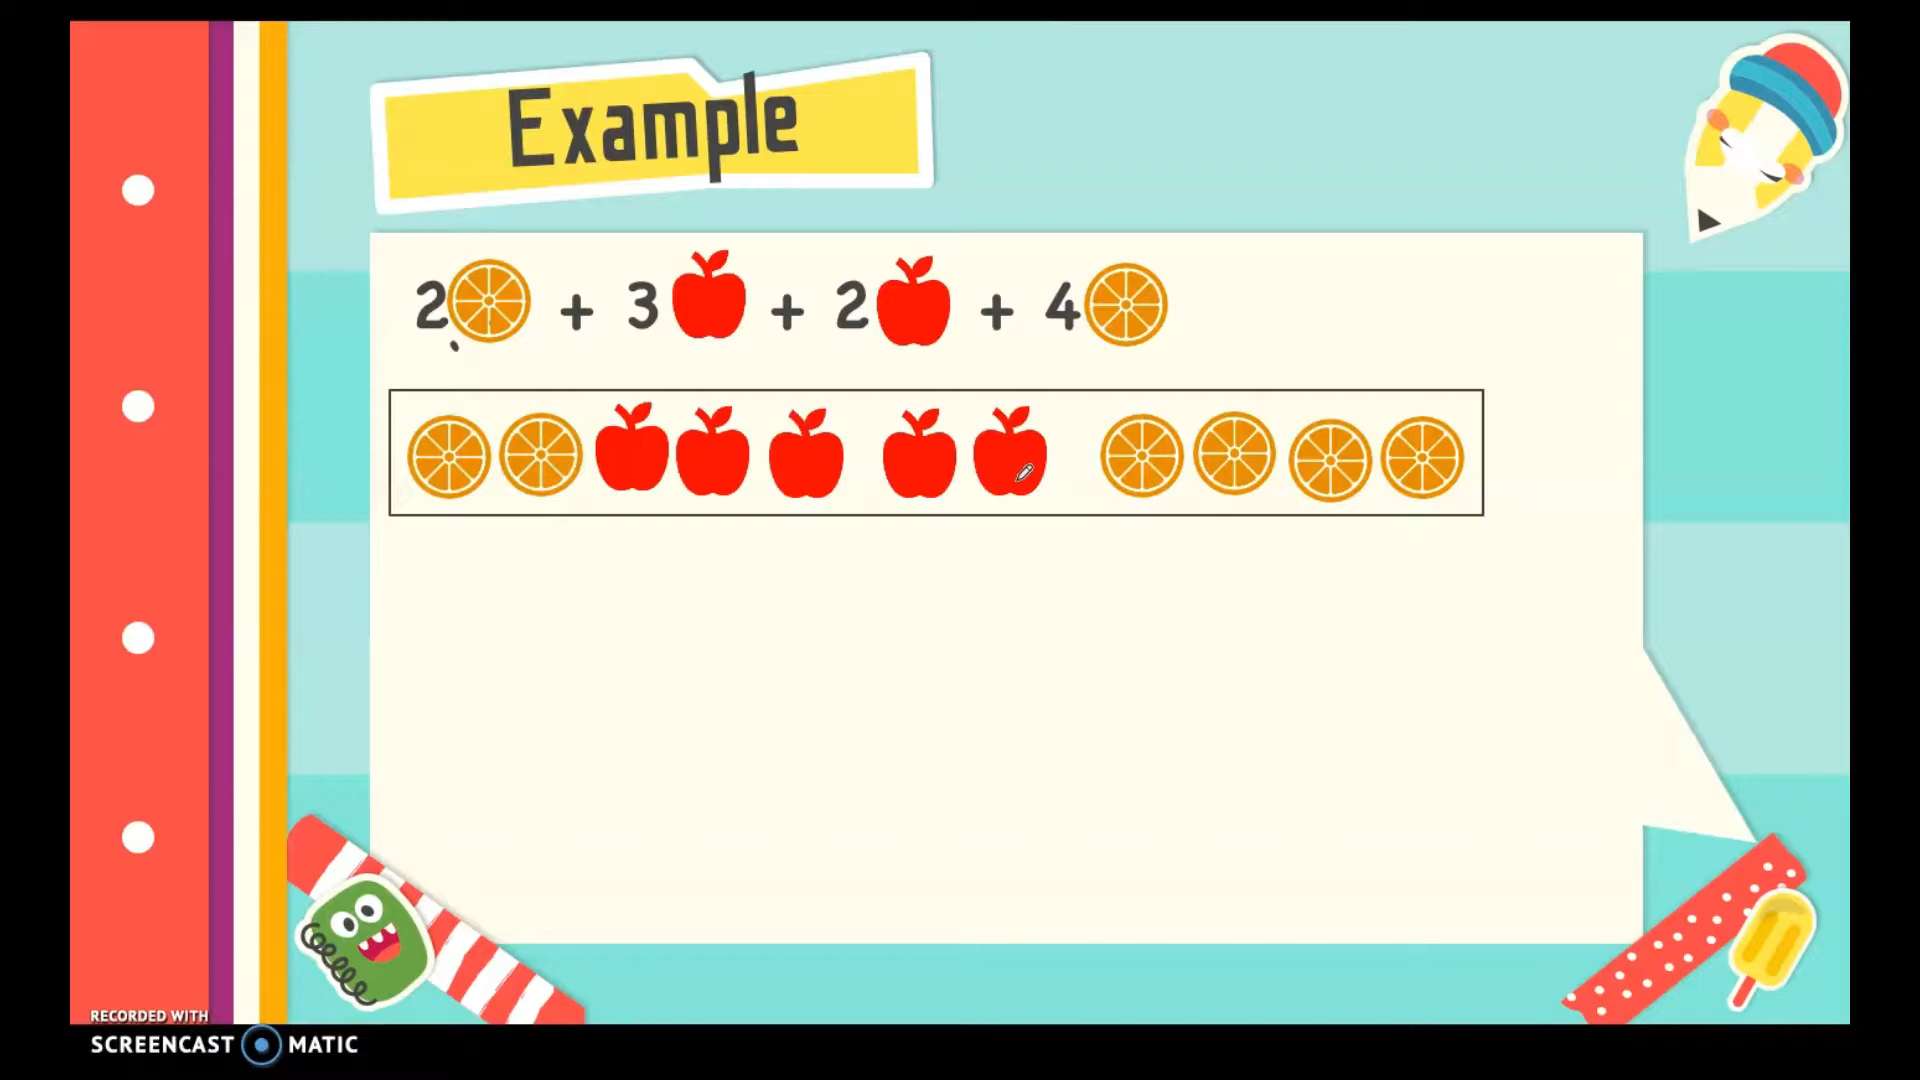 Example
2 + 3 + 2 + 4
RECORDED WITH
SCREENCAST MATIC